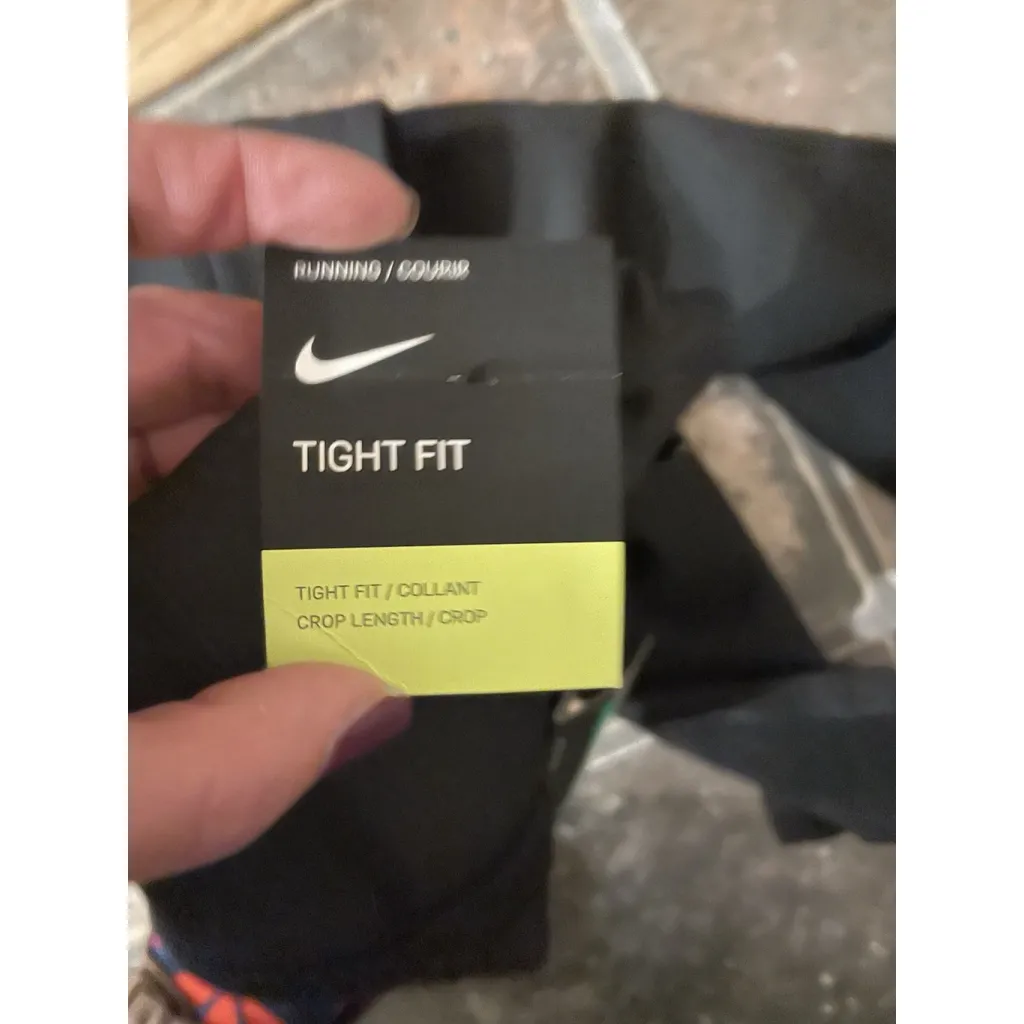 RUNNING / COURIR
TIGHT FIT
TIGHT FIT / COLLANT
CROP LENGTH / CROP